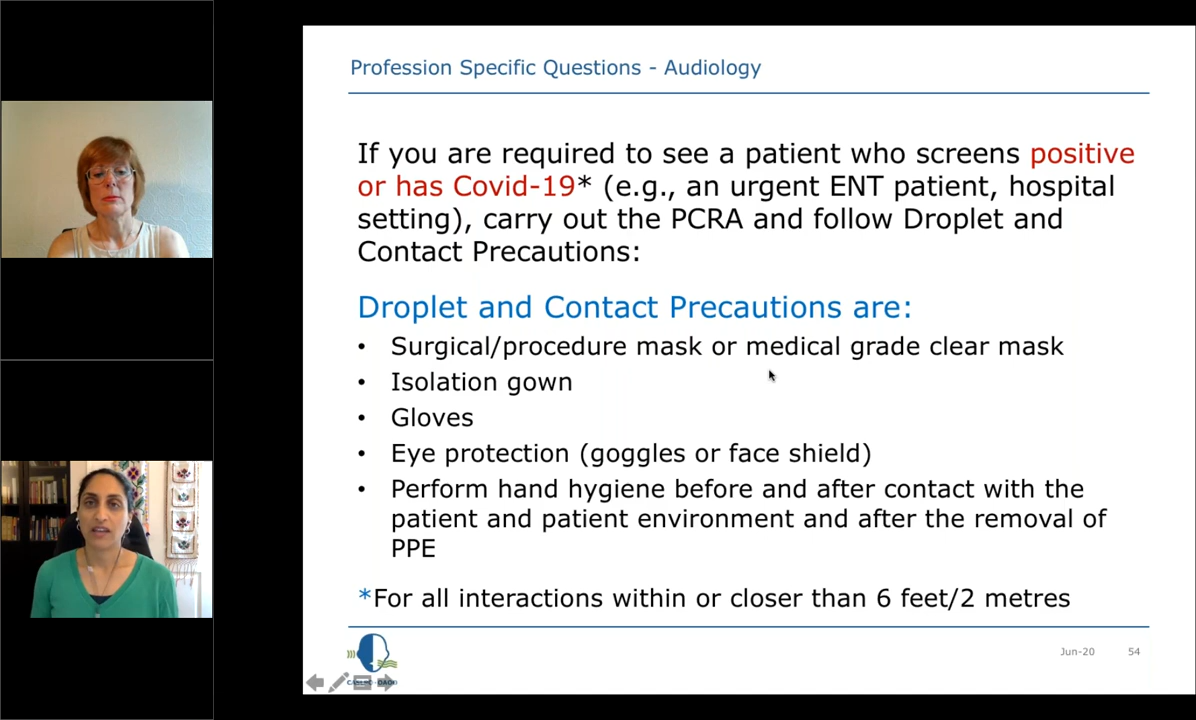 Profession Specific Questions - Audiology
If you are required to see a patient who screens positive
or has Covid-19* (e.g., an urgent ENT patient, hospital
setting), carry out the PCRA and follow Droplet and
Contact Precautions:
Droplet and Contact Precautions are:
• Surgical/procedure mask or medical grade clear mask
• Isolation gown
• Gloves
• Eye protection (goggles or face shield)
• Perform hand hygiene before and after contact with the
patient and patient environment and after the removal of
PPE
*For all interactions within or closer than 6 feet/2 metres
Jun-20 54